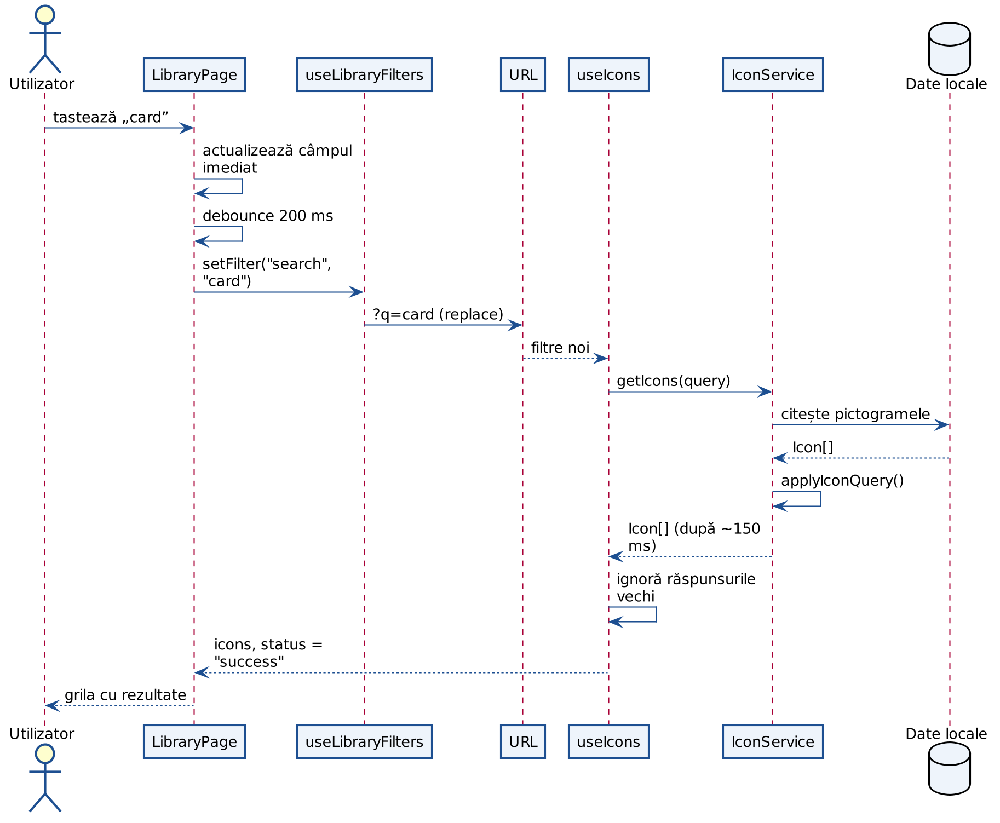 Utilizator
LibraryPage
useLibraryFilters
URL
useIcons
IconService
Date locale
tastează „card”
actualizează câmpul
imediat
debounce 200 ms
setFilter("search",
"card")
?q=card (replace)
filtre noi
getIcons(query)
citește pictogramele
Icon[]
applyIconQuery()
Icon[] (după ~150
ms)
ignoră răspunsurile
vechi
icons, status =
"success"
grila cu rezultate
Utilizator
LibraryPage
useLibraryFilters
URL
useIcons
IconService
Date locale